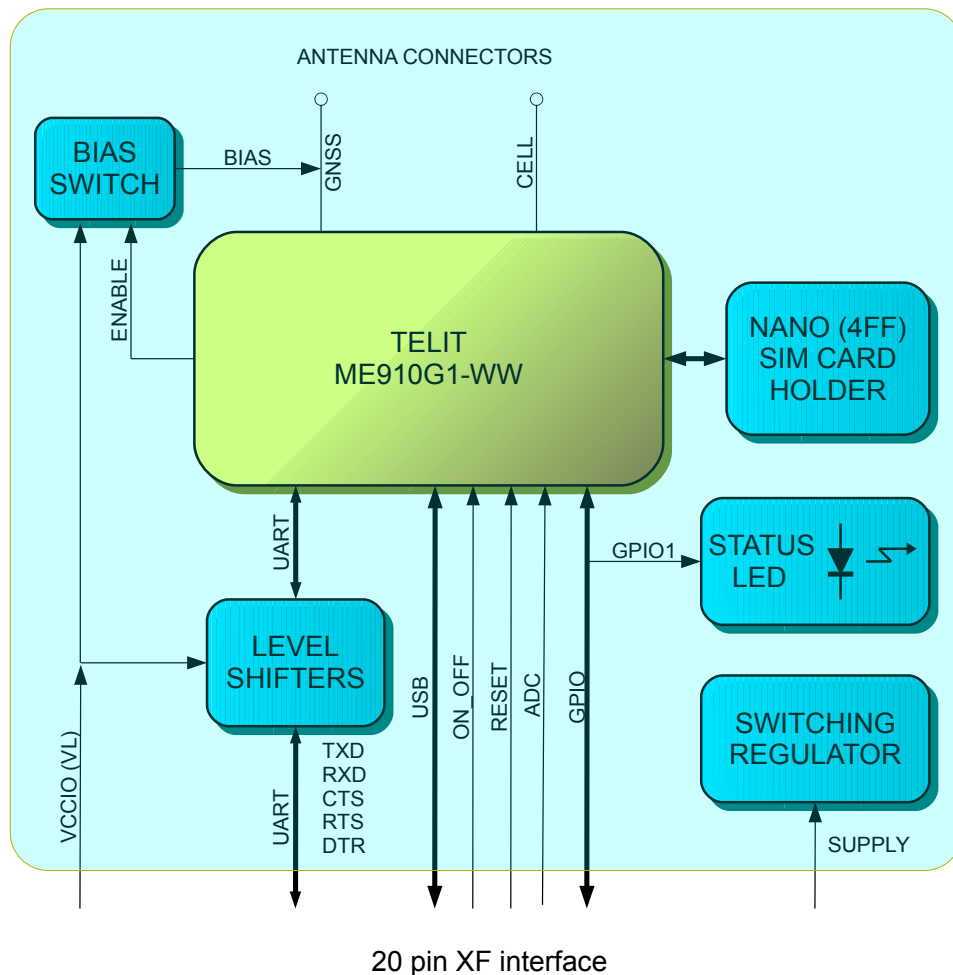 ANTENNA CONNECTORS
BIAS
SWITCH
BIAS
GNSS
CELL
ENABLE
TELIT
ME910G1-WW
NANO (4FF)
SIM CARD
HOLDER
UART
GPIO1
STATUS
LED
LEVEL
SHIFTERS
USB
ON_OFF
RESET
ADC
GPIO
SWITCHING
REGULATOR
VCCIO (VL)
UART
TXD
RXD
CTS
RTS
DTR
SUPPLY
20 pin XF interface